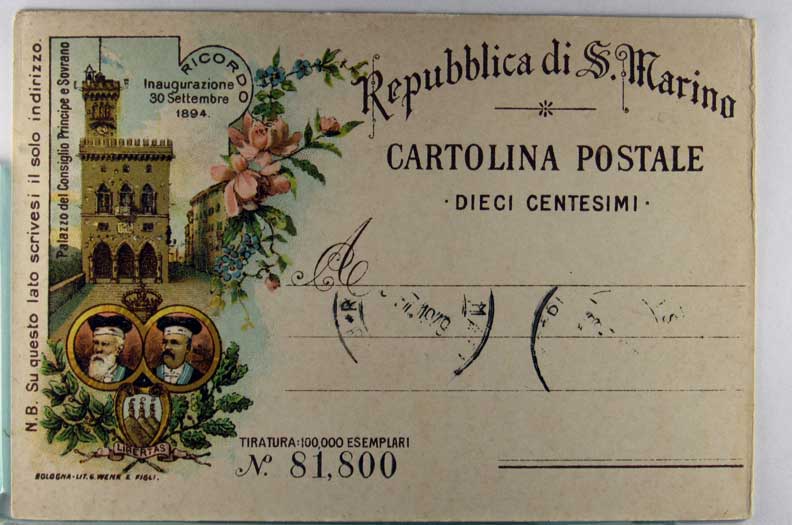 N.B. Su questo lato scrivesi il solo indirizzo.
Palazzo del Consiglio Principe e Sovrano
RICORDO
Inaugurazione
30 Settembre
1894.
Repubblica di S. Marino
CARTOLINA POSTALE
· DIECI CENTESIMI ·
A
LIBERTAS
TIRATURA: 100,000 ESEMPLARI
No. 81,800
BOLOGNA-LIT. G. WENK E FIGLI.